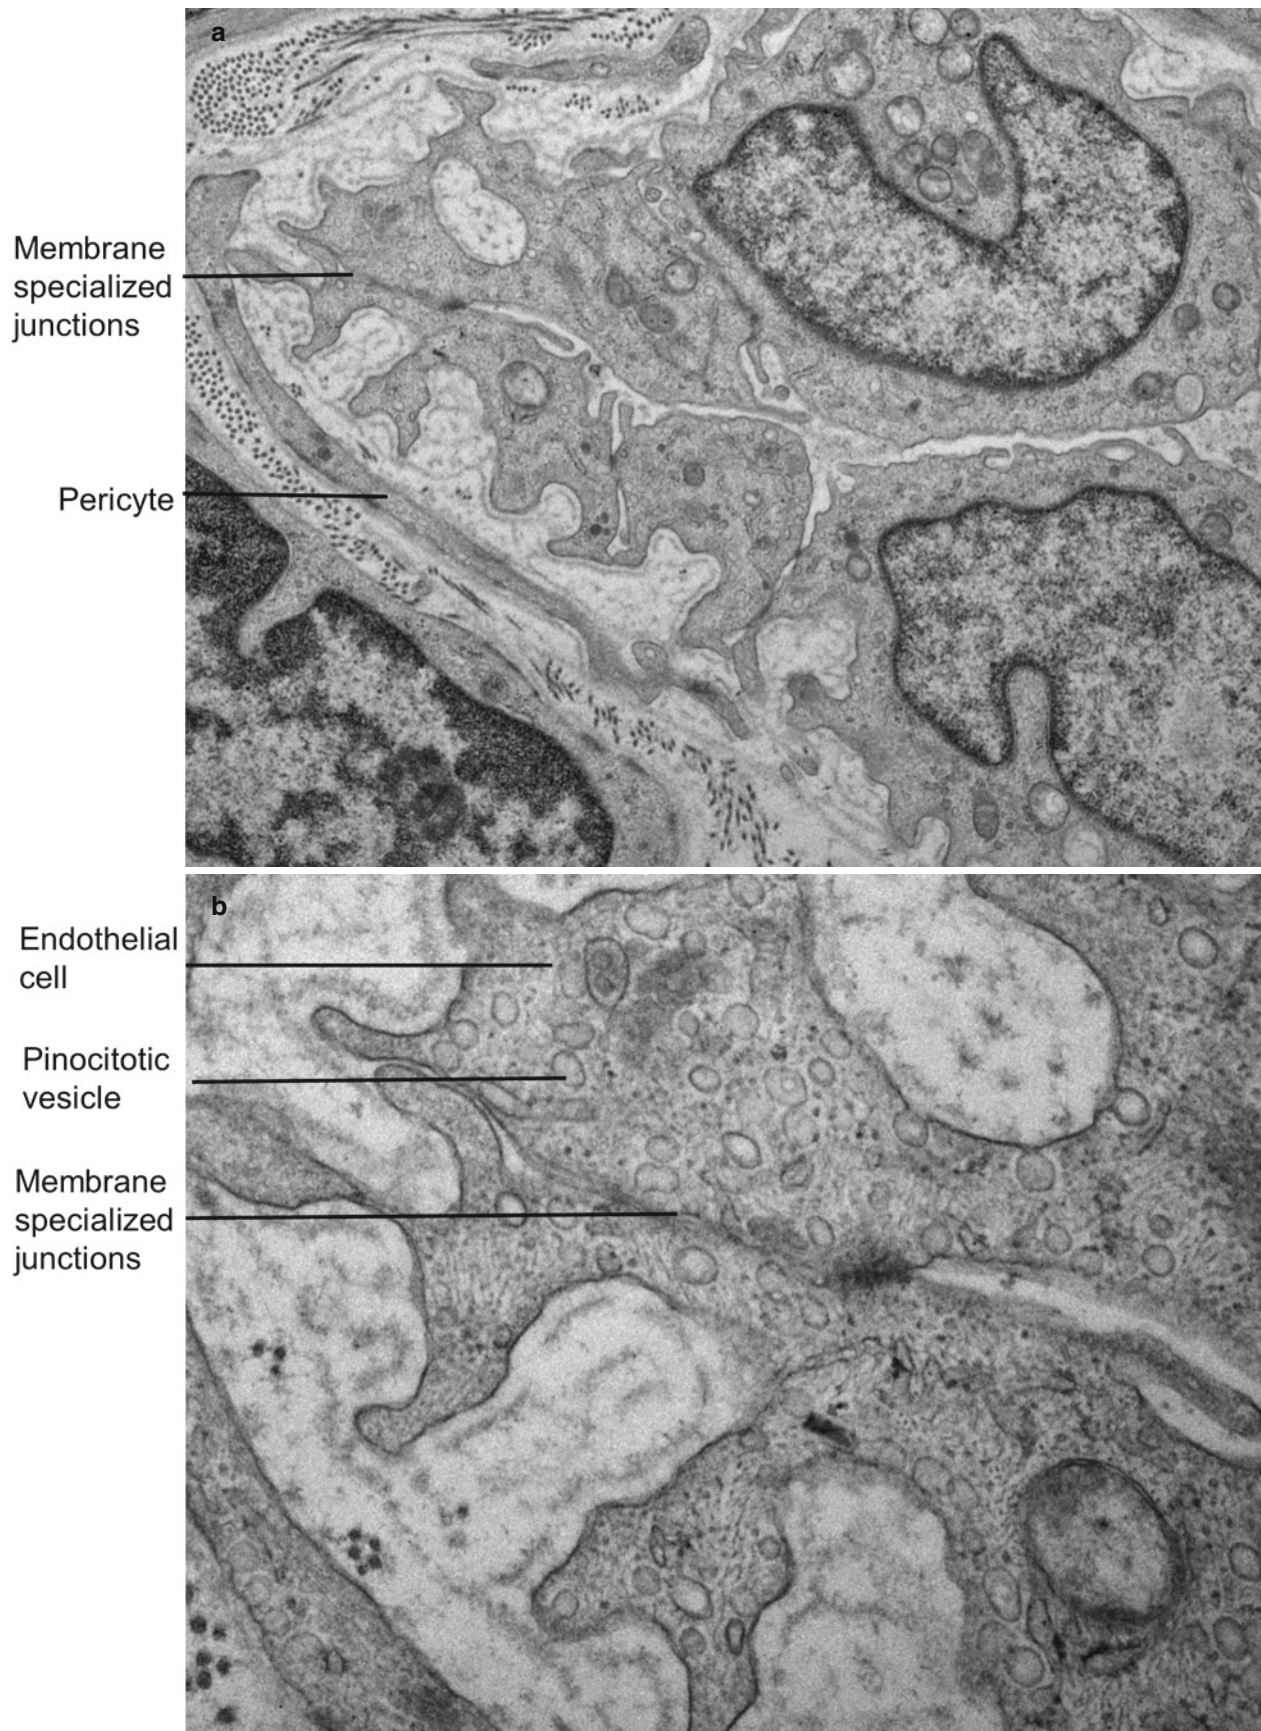 a
Membrane
specialized
junctions
Pericyte
b
Endothelial
cell
Pinocitotic
vesicle
Membrane
specialized
junctions